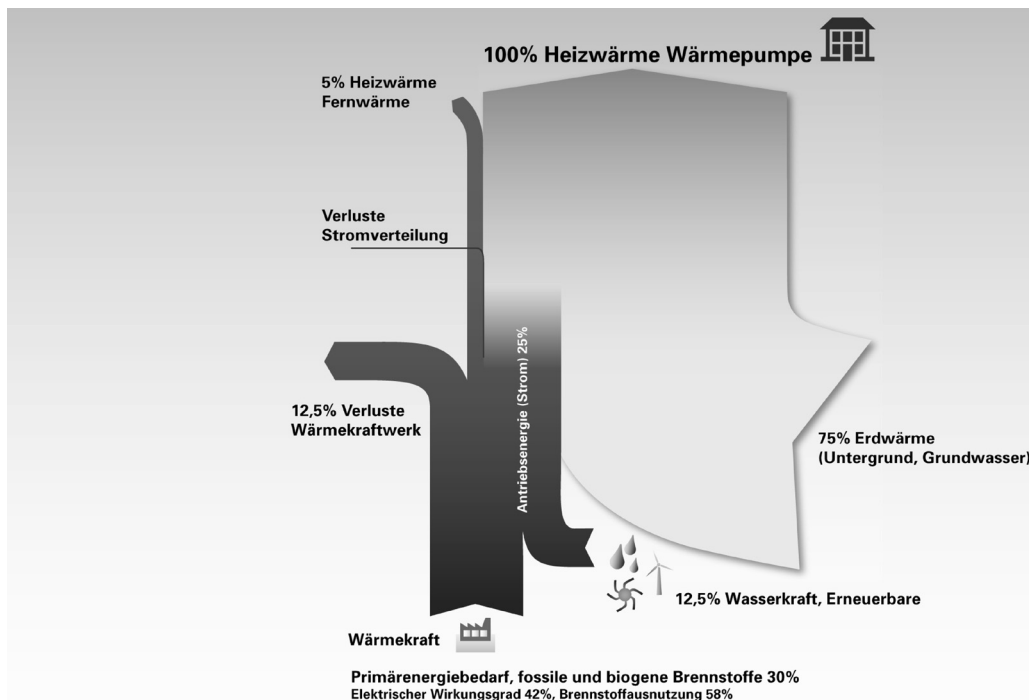 100% Heizwärme Wärmepumpe
5% Heizwärme
Fernwärme
Verluste
Stromverteilung
Antriebsenergie (Strom) 25%
12,5% Verluste
Wärmekraftwerk
75% Erdwärme
(Untergrund, Grundwasser)
12,5% Wasserkraft, Erneuerbare
Wärmekraft
Primärenergiebedarf, fossile und biogene Brennstoffe 30%
Elektrischer Wirkungsgrad 42%, Brennstoffausnutzung 58%